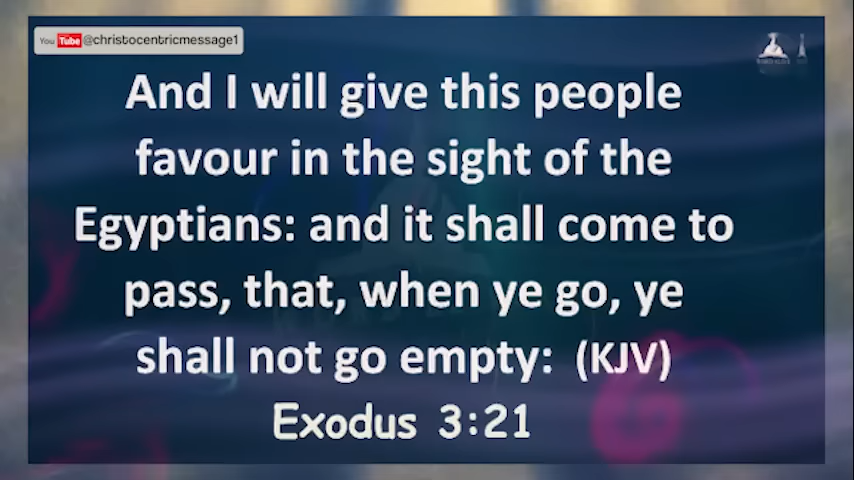 You Tube @christocentricmessage1
And I will give this people
favour in the sight of the
Egyptians: and it shall come to
pass, that, when ye go, ye
shall not go empty: (KJV)
Exodus 3:21